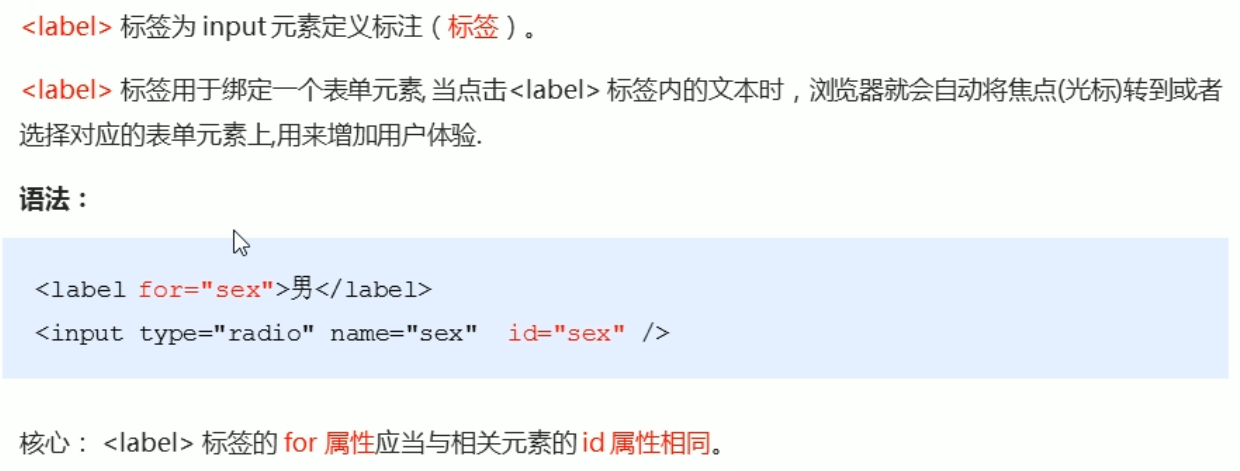 <label> 标签为 input 元素定义标注（标签）。
<label> 标签用于绑定一个表单元素, 当点击<label> 标签内的文本时，浏览器就会自动将焦点(光标)转到或者
选择对应的表单元素上,用来增加用户体验.
语法：
<label for="sex">男</label>
<input type="radio" name="sex"  id="sex" />
核心： <label> 标签的 for 属性应当与相关元素的 id 属性相同。